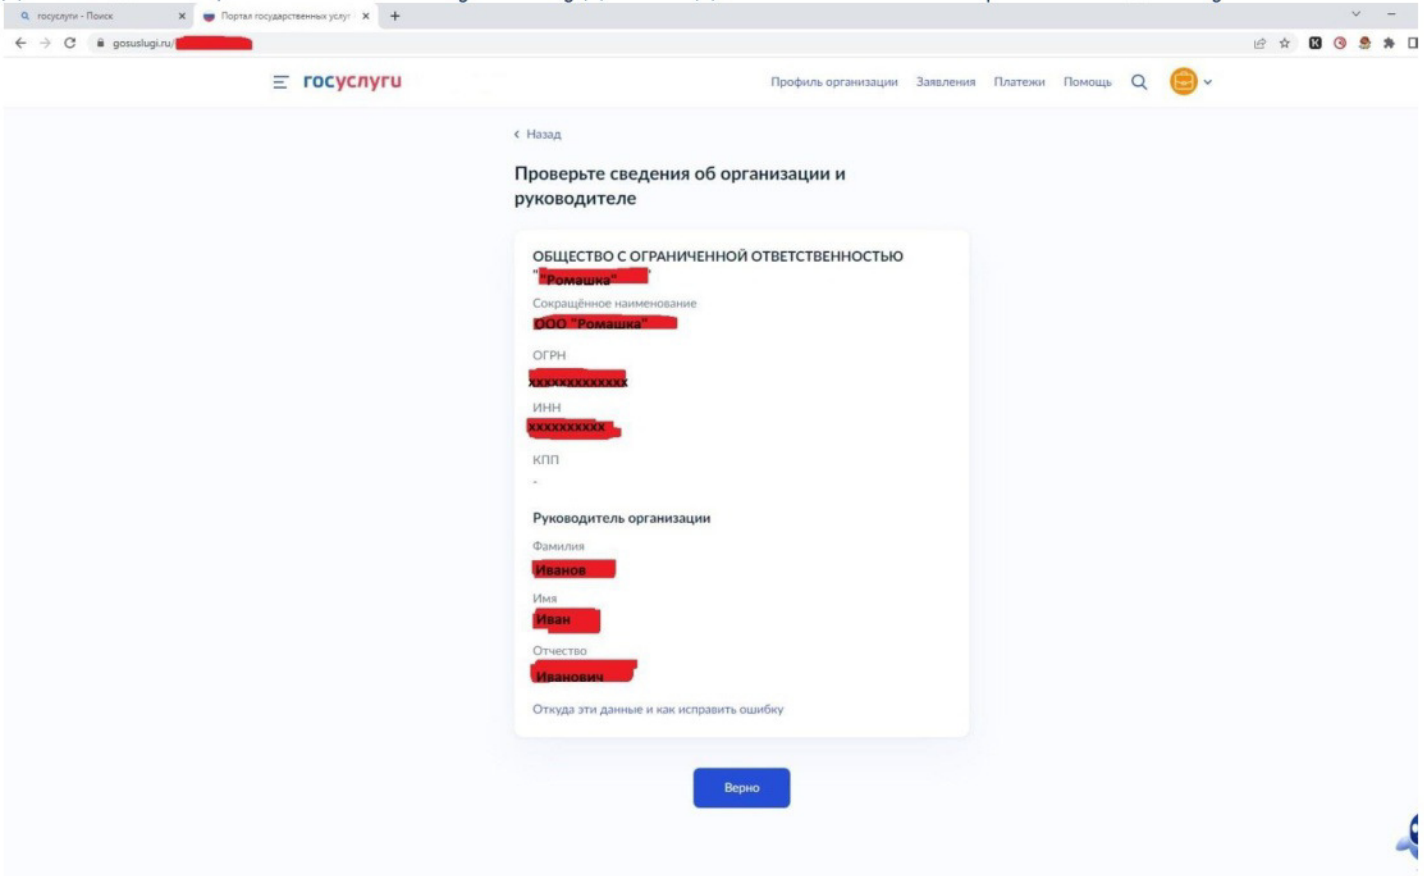 госуслуги - Поиск
Портал государственных услуг
gosuslugi.ru/
госуслуги
Профиль организации Заявления Платежи Помощь
Назад
Проверьте сведения об организации и
руководителе
ОБЩЕСТВО С ОГРАНИЧЕННОЙ ОТВЕТСТВЕННОСТЬЮ
" "Ромашка" "
Сокращённое наименование
ООО "Ромашка"
ОГРН
xxxxxxxxxxxxx
ИНН
xxxxxxxxxx
КПП
-
Руководитель организации
Фамилия
Иванов
Имя
Иван
Отчество
Иванович
Откуда эти данные и как исправить ошибку
Верно